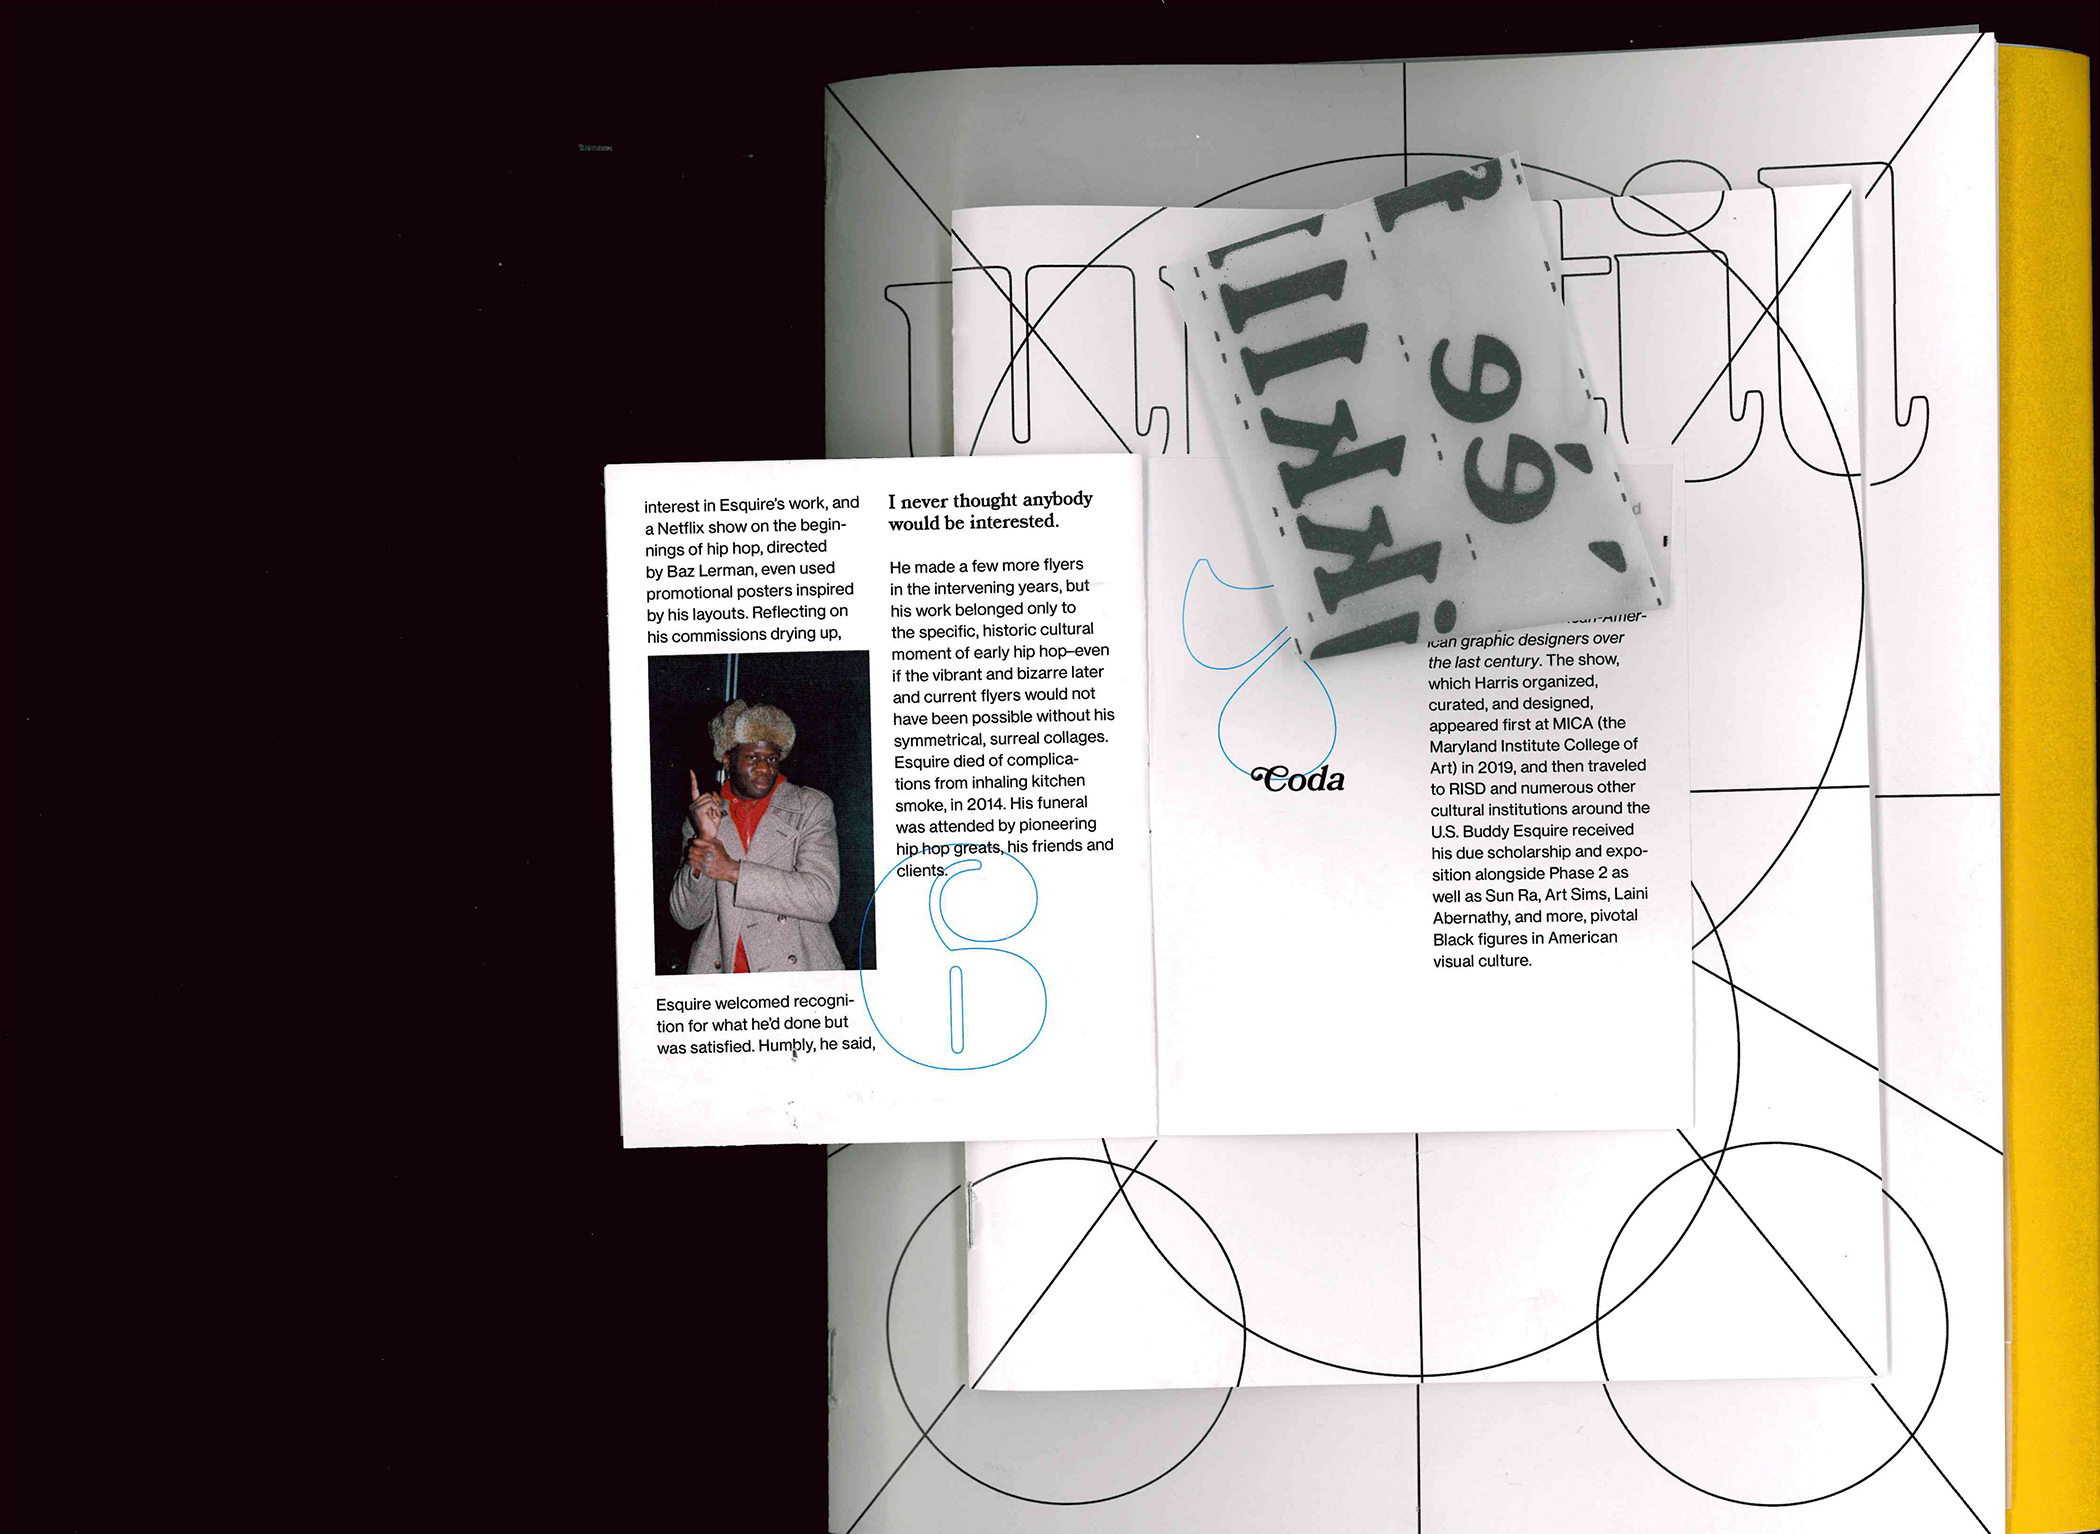 interest in Esquire's work, and
a Netflix show on the begin-
nings of hip hop, directed
by Baz Lerman, even used
promotional posters inspired
by his layouts. Reflecting on
his commissions drying up,
Esquire welcomed recogni-
tion for what he'd done but
was satisfied. Humbly, he said,
I never thought anybody
would be interested.
He made a few more flyers
in the intervening years, but
his work belonged only to
the specific, historic cultural
moment of early hip hop–even
if the vibrant and bizarre later
and current flyers would not
have been possible without his
symmetrical, surreal collages.
Esquire died of complica-
tions from inhaling kitchen
smoke, in 2014. His funeral
was attended by pioneering
hip hop greats, his friends and
clients.
Coda
ican graphic designers over
the last century. The show,
which Harris organized,
curated, and designed,
appeared first at MICA (the
Maryland Institute College of
Art) in 2019, and then traveled
to RISD and numerous other
cultural institutions around the
U.S. Buddy Esquire received
his due scholarship and expo-
sition alongside Phase 2 as
well as Sun Ra, Art Sims, Laini
Abernathy, and more, pivotal
Black figures in American
visual culture.